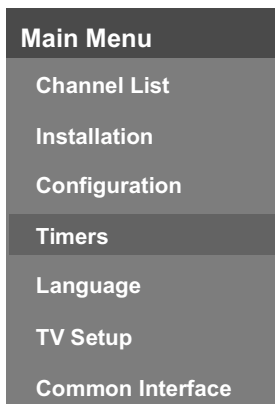 Main Menu
Channel List
Installation
Configuration
Timers
Language
TV Setup
Common Interface